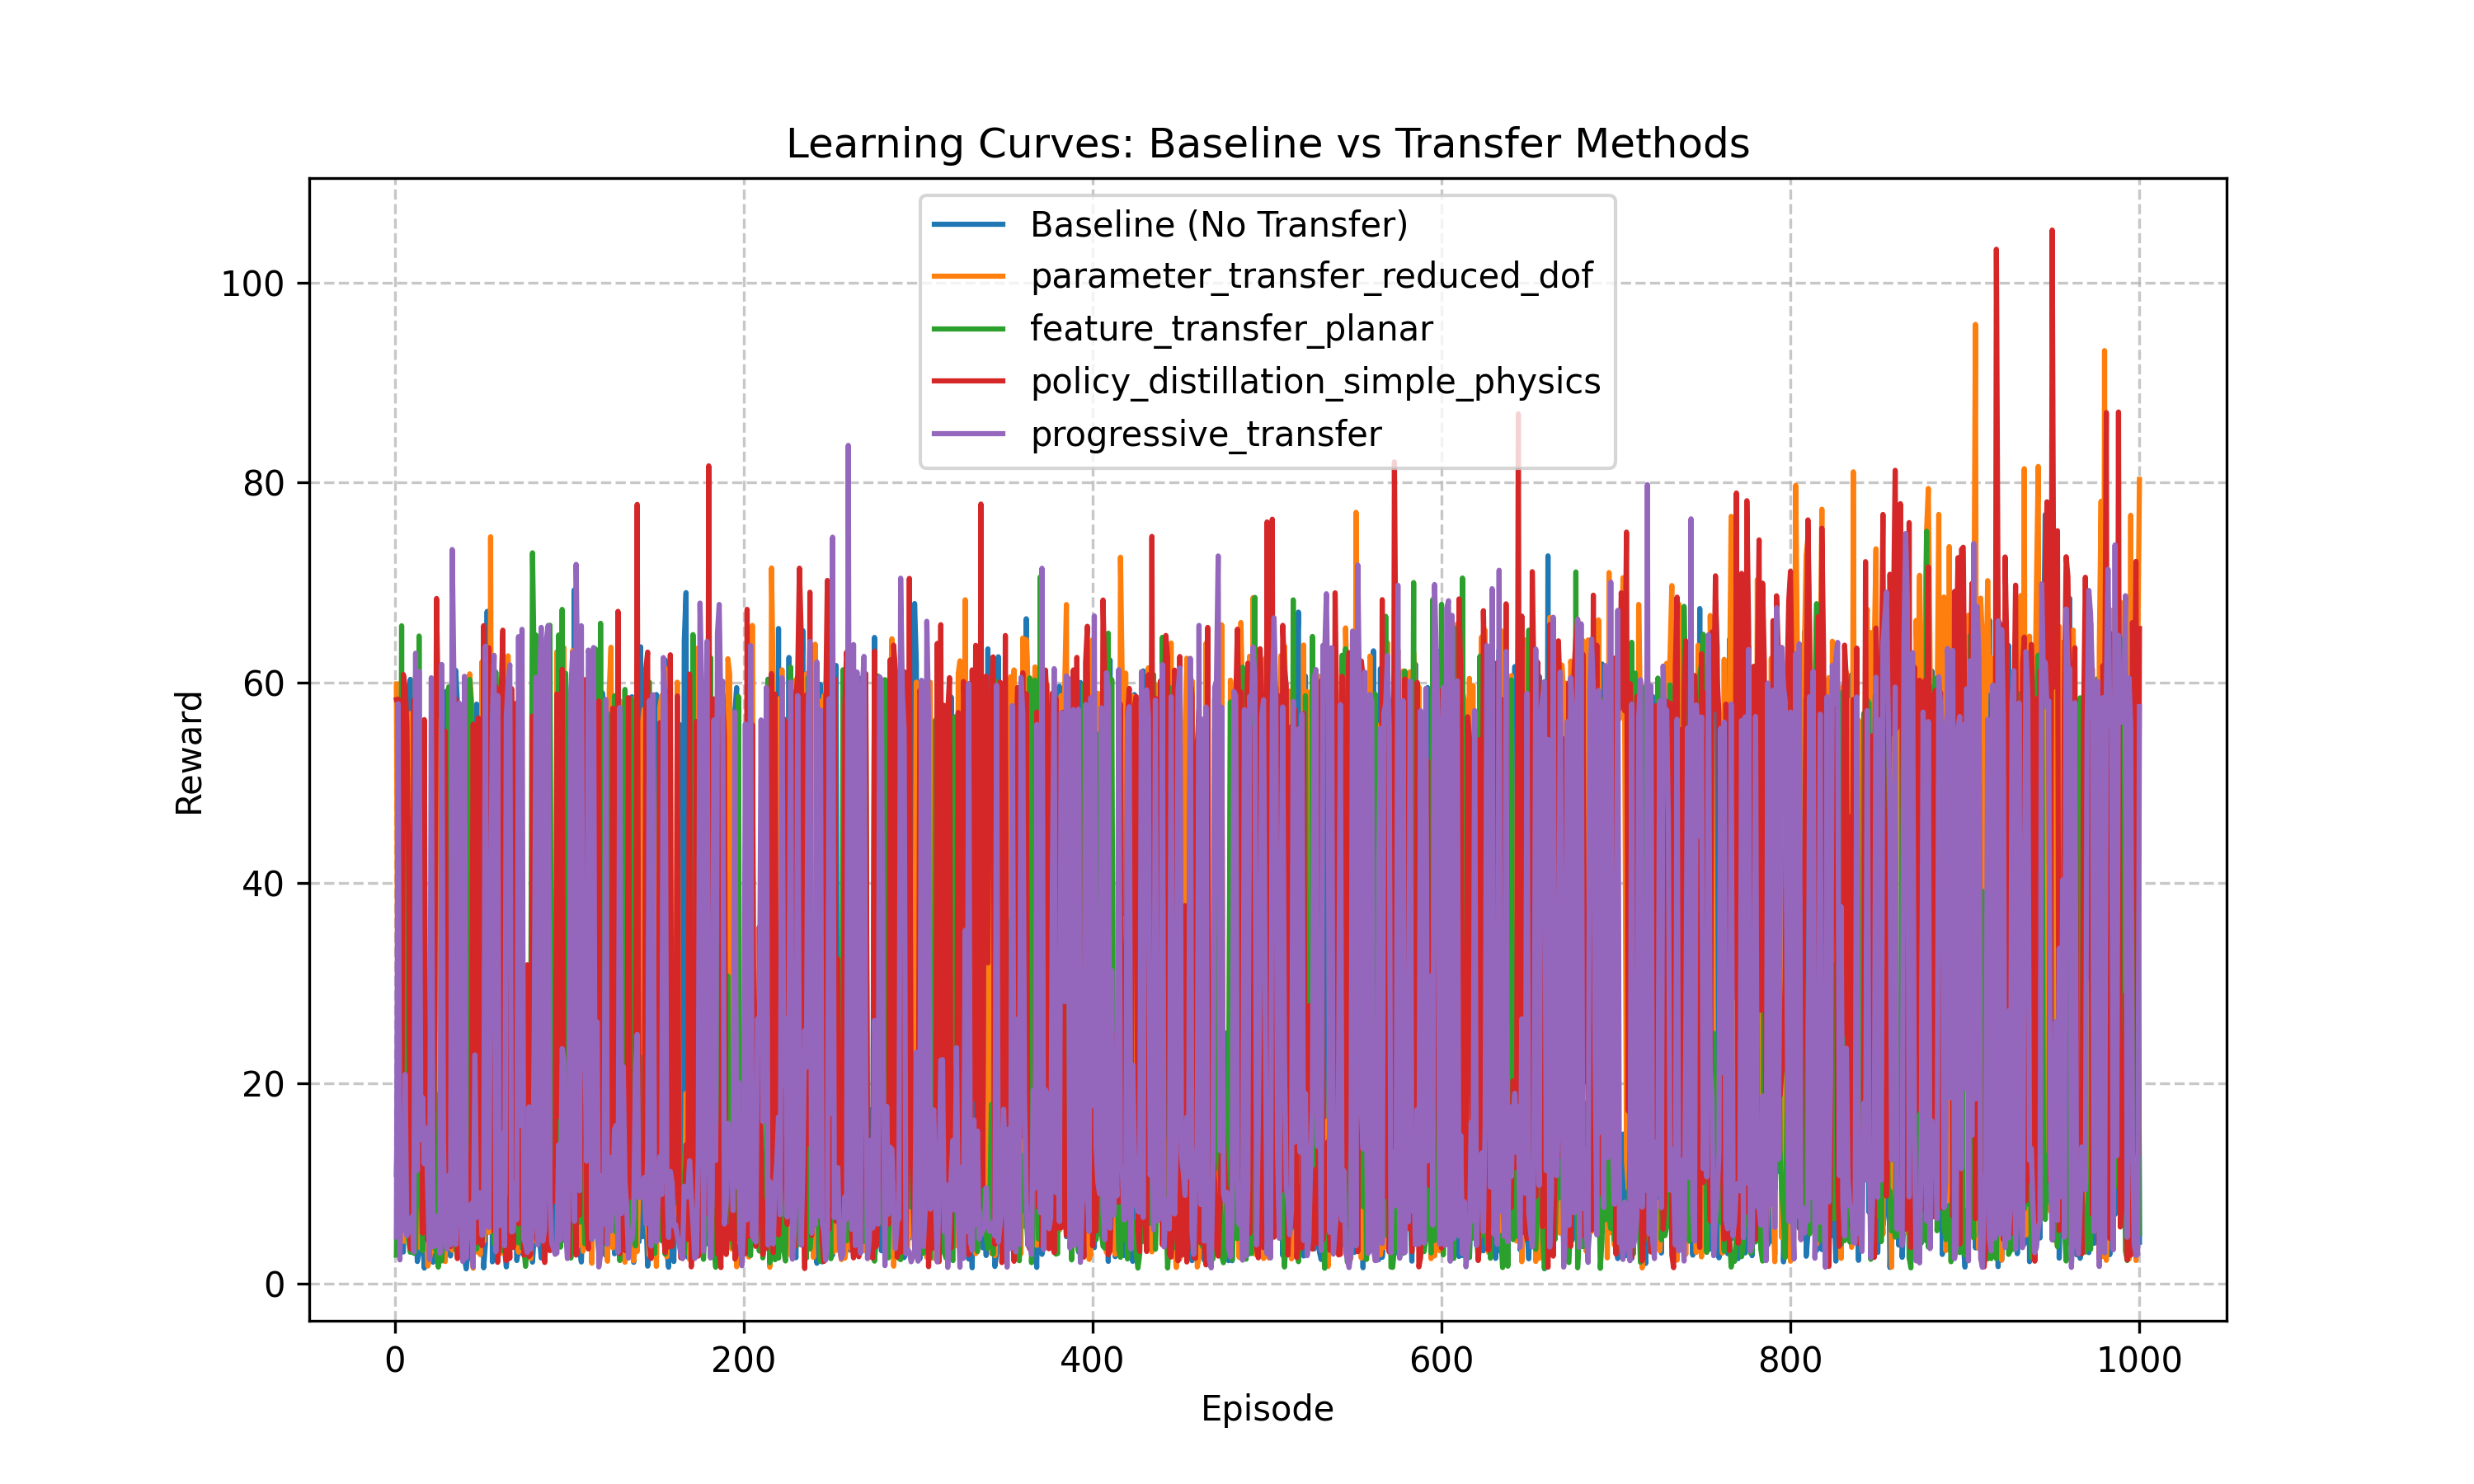 Learning Curves: Baseline vs Transfer Methods
Baseline (No Transfer)
parameter_transfer_reduced_dof
feature_transfer_planar
policy_distillation_simple_physics
progressive_transfer
Reward
100
80
60
40
20
0
0 200 400 600 800 1000
Episode